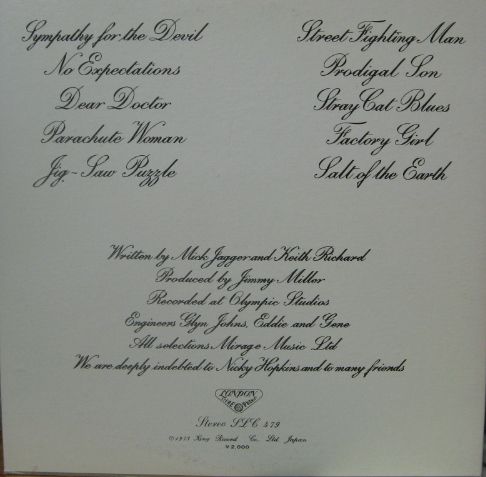 Sympathy for the Devil
No Expectations
Dear Doctor
Parachute Woman
Jig-Saw Puzzle
Street Fighting Man
Prodigal Son
Stray Cat Blues
Factory Girl
Salt of the Earth
Written by Mick Jagger and Keith Richard
Produced by Jimmy Miller
Recorded at Olympic Studios
Engineers Glyn Johns, Eddie and Gene
All selections Mirage Music Ltd
We are deeply indebted to Nicky Hopkins and to many friends
LONDON
Stereo SLC 479
King Record Co. Ltd. Japan
¥2,000